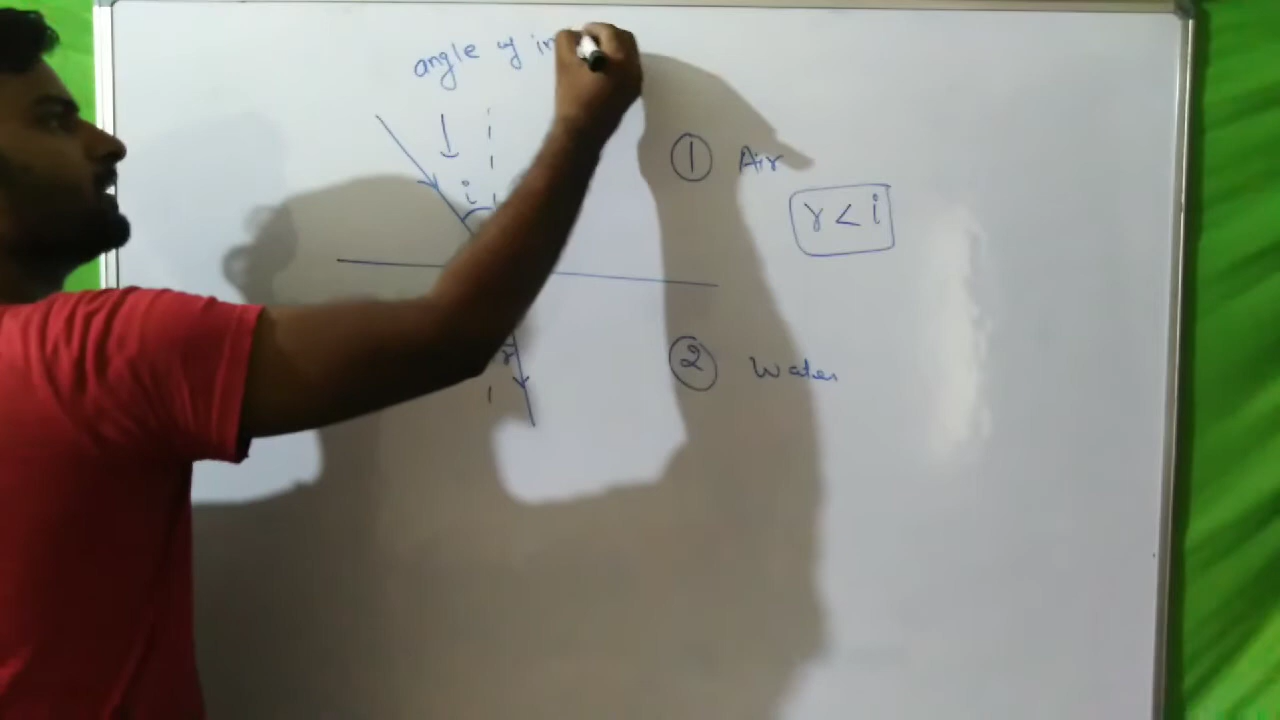 angle of in
i
① Air
r < i
r
② Water